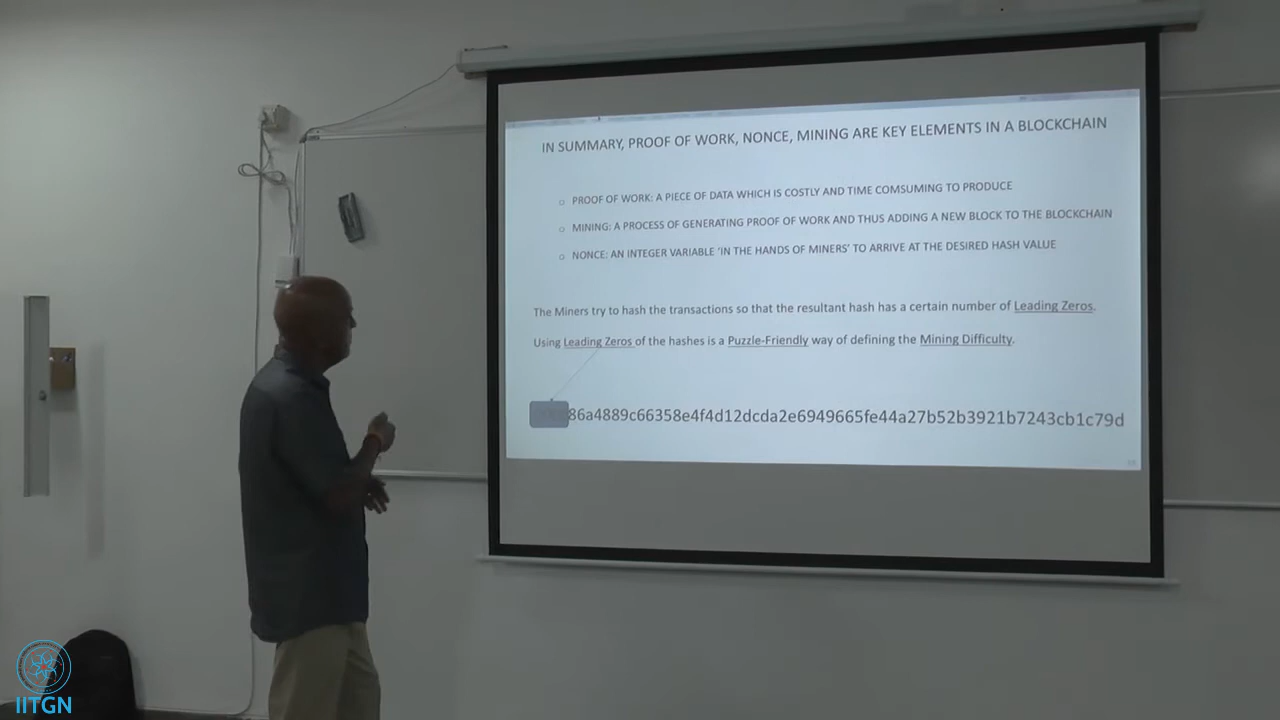 IN SUMMARY, PROOF OF WORK, NONCE, MINING ARE KEY ELEMENTS IN A BLOCKCHAIN
○ PROOF OF WORK: A PIECE OF DATA WHICH IS COSTLY AND TIME COMSUMING TO PRODUCE
○ MINING: A PROCESS OF GENERATING PROOF OF WORK AND THUS ADDING A NEW BLOCK TO THE BLOCKCHAIN
○ NONCE: AN INTEGER VARIABLE ‘IN THE HANDS OF MINERS’ TO ARRIVE AT THE DESIRED HASH VALUE
The Miners try to hash the transactions so that the resultant hash has a certain number of Leading Zeros.
Using Leading Zeros of the hashes is a Puzzle-Friendly way of defining the Mining Difficulty.
86a4889c66358e4f4d12dcda2e6949665fe44a27b52b3921b7243cb1c79d
IITGN